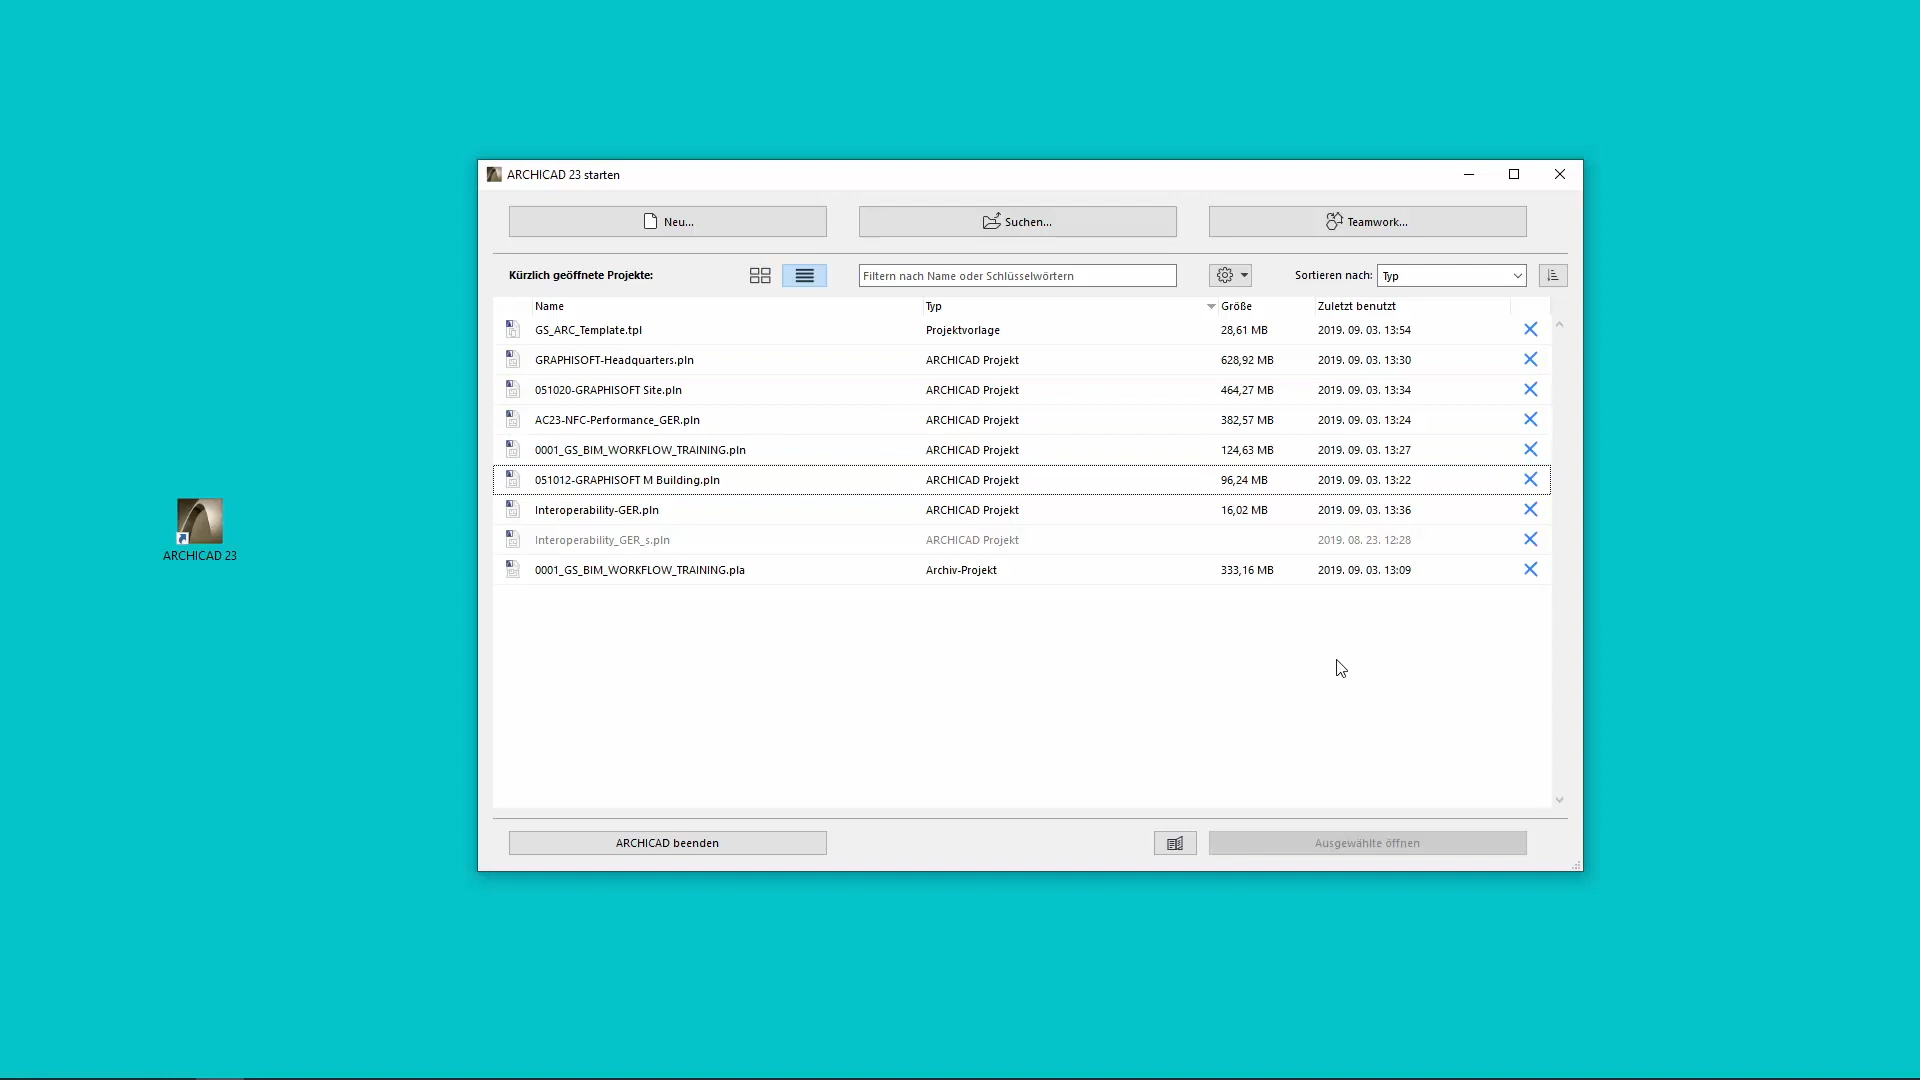 ARCHICAD 23 starten
Neu...
Suchen...
Teamwork...
Kürzlich geöffnete Projekte:
Filtern nach Name oder Schlüsselwörtern
Sortieren nach: Typ
Name Typ Größe Zuletzt benutzt
GS_ARC_Template.tpl Projektvorlage 28,61 MB 2019. 09. 03. 13:54
GRAPHISOFT-Headquarters.pln ARCHICAD Projekt 628,92 MB 2019. 09. 03. 13:30
051020-GRAPHISOFT Site.pln ARCHICAD Projekt 464,27 MB 2019. 09. 03. 13:34
AC23-NFC-Performance_GER.pln ARCHICAD Projekt 382,57 MB 2019. 09. 03. 13:24
0001_GS_BIM_WORKFLOW_TRAINING.pln ARCHICAD Projekt 124,63 MB 2019. 09. 03. 13:27
051012-GRAPHISOFT M Building.pln ARCHICAD Projekt 96,24 MB 2019. 09. 03. 13:22
Interoperability-GER.pln ARCHICAD Projekt 16,02 MB 2019. 09. 03. 13:36
Interoperability_GER_s.pln ARCHICAD Projekt 2019. 08. 23. 12:28
0001_GS_BIM_WORKFLOW_TRAINING.pla Archiv-Projekt 333,16 MB 2019. 09. 03. 13:09
ARCHICAD beenden
Ausgewählte öffnen
ARCHICAD 23